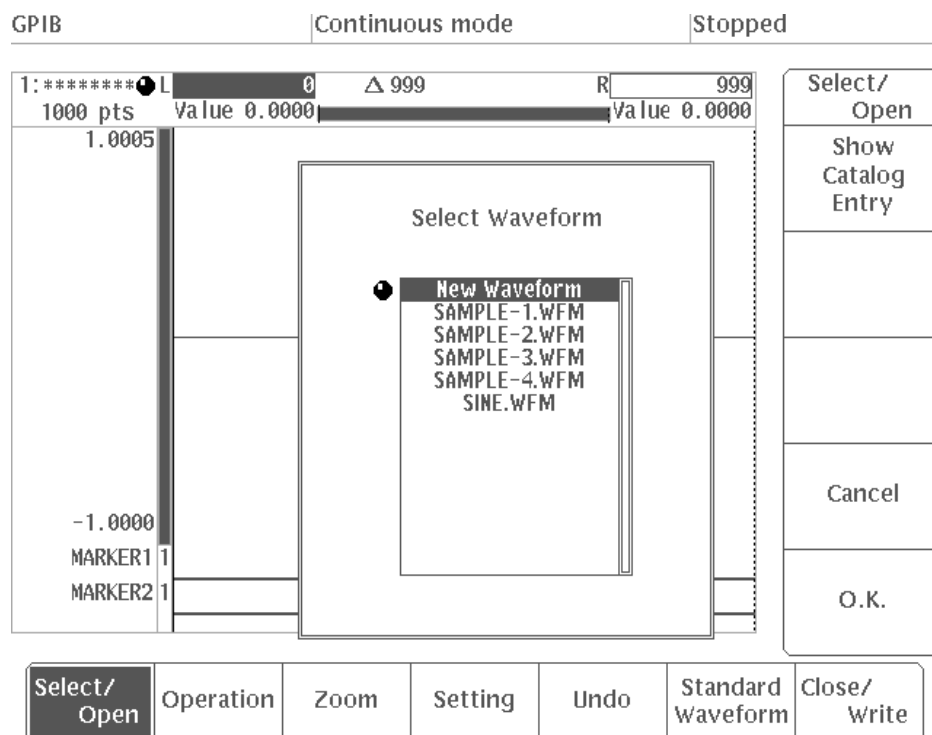 GPIB Continuous mode Stopped
1:******** L 0 Δ 999 R 999
1000 pts Value 0.0000 Value 0.0000
1.0005
-1.0000
MARKER1 1
MARKER2 1
Select Waveform
New Waveform
SAMPLE-1.WFM
SAMPLE-2.WFM
SAMPLE-3.WFM
SAMPLE-4.WFM
SINE.WFM
Select/
Open
Show
Catalog
Entry
Cancel
O.K.
Select/
Open
Operation
Zoom
Setting
Undo
Standard
Waveform
Close/
Write